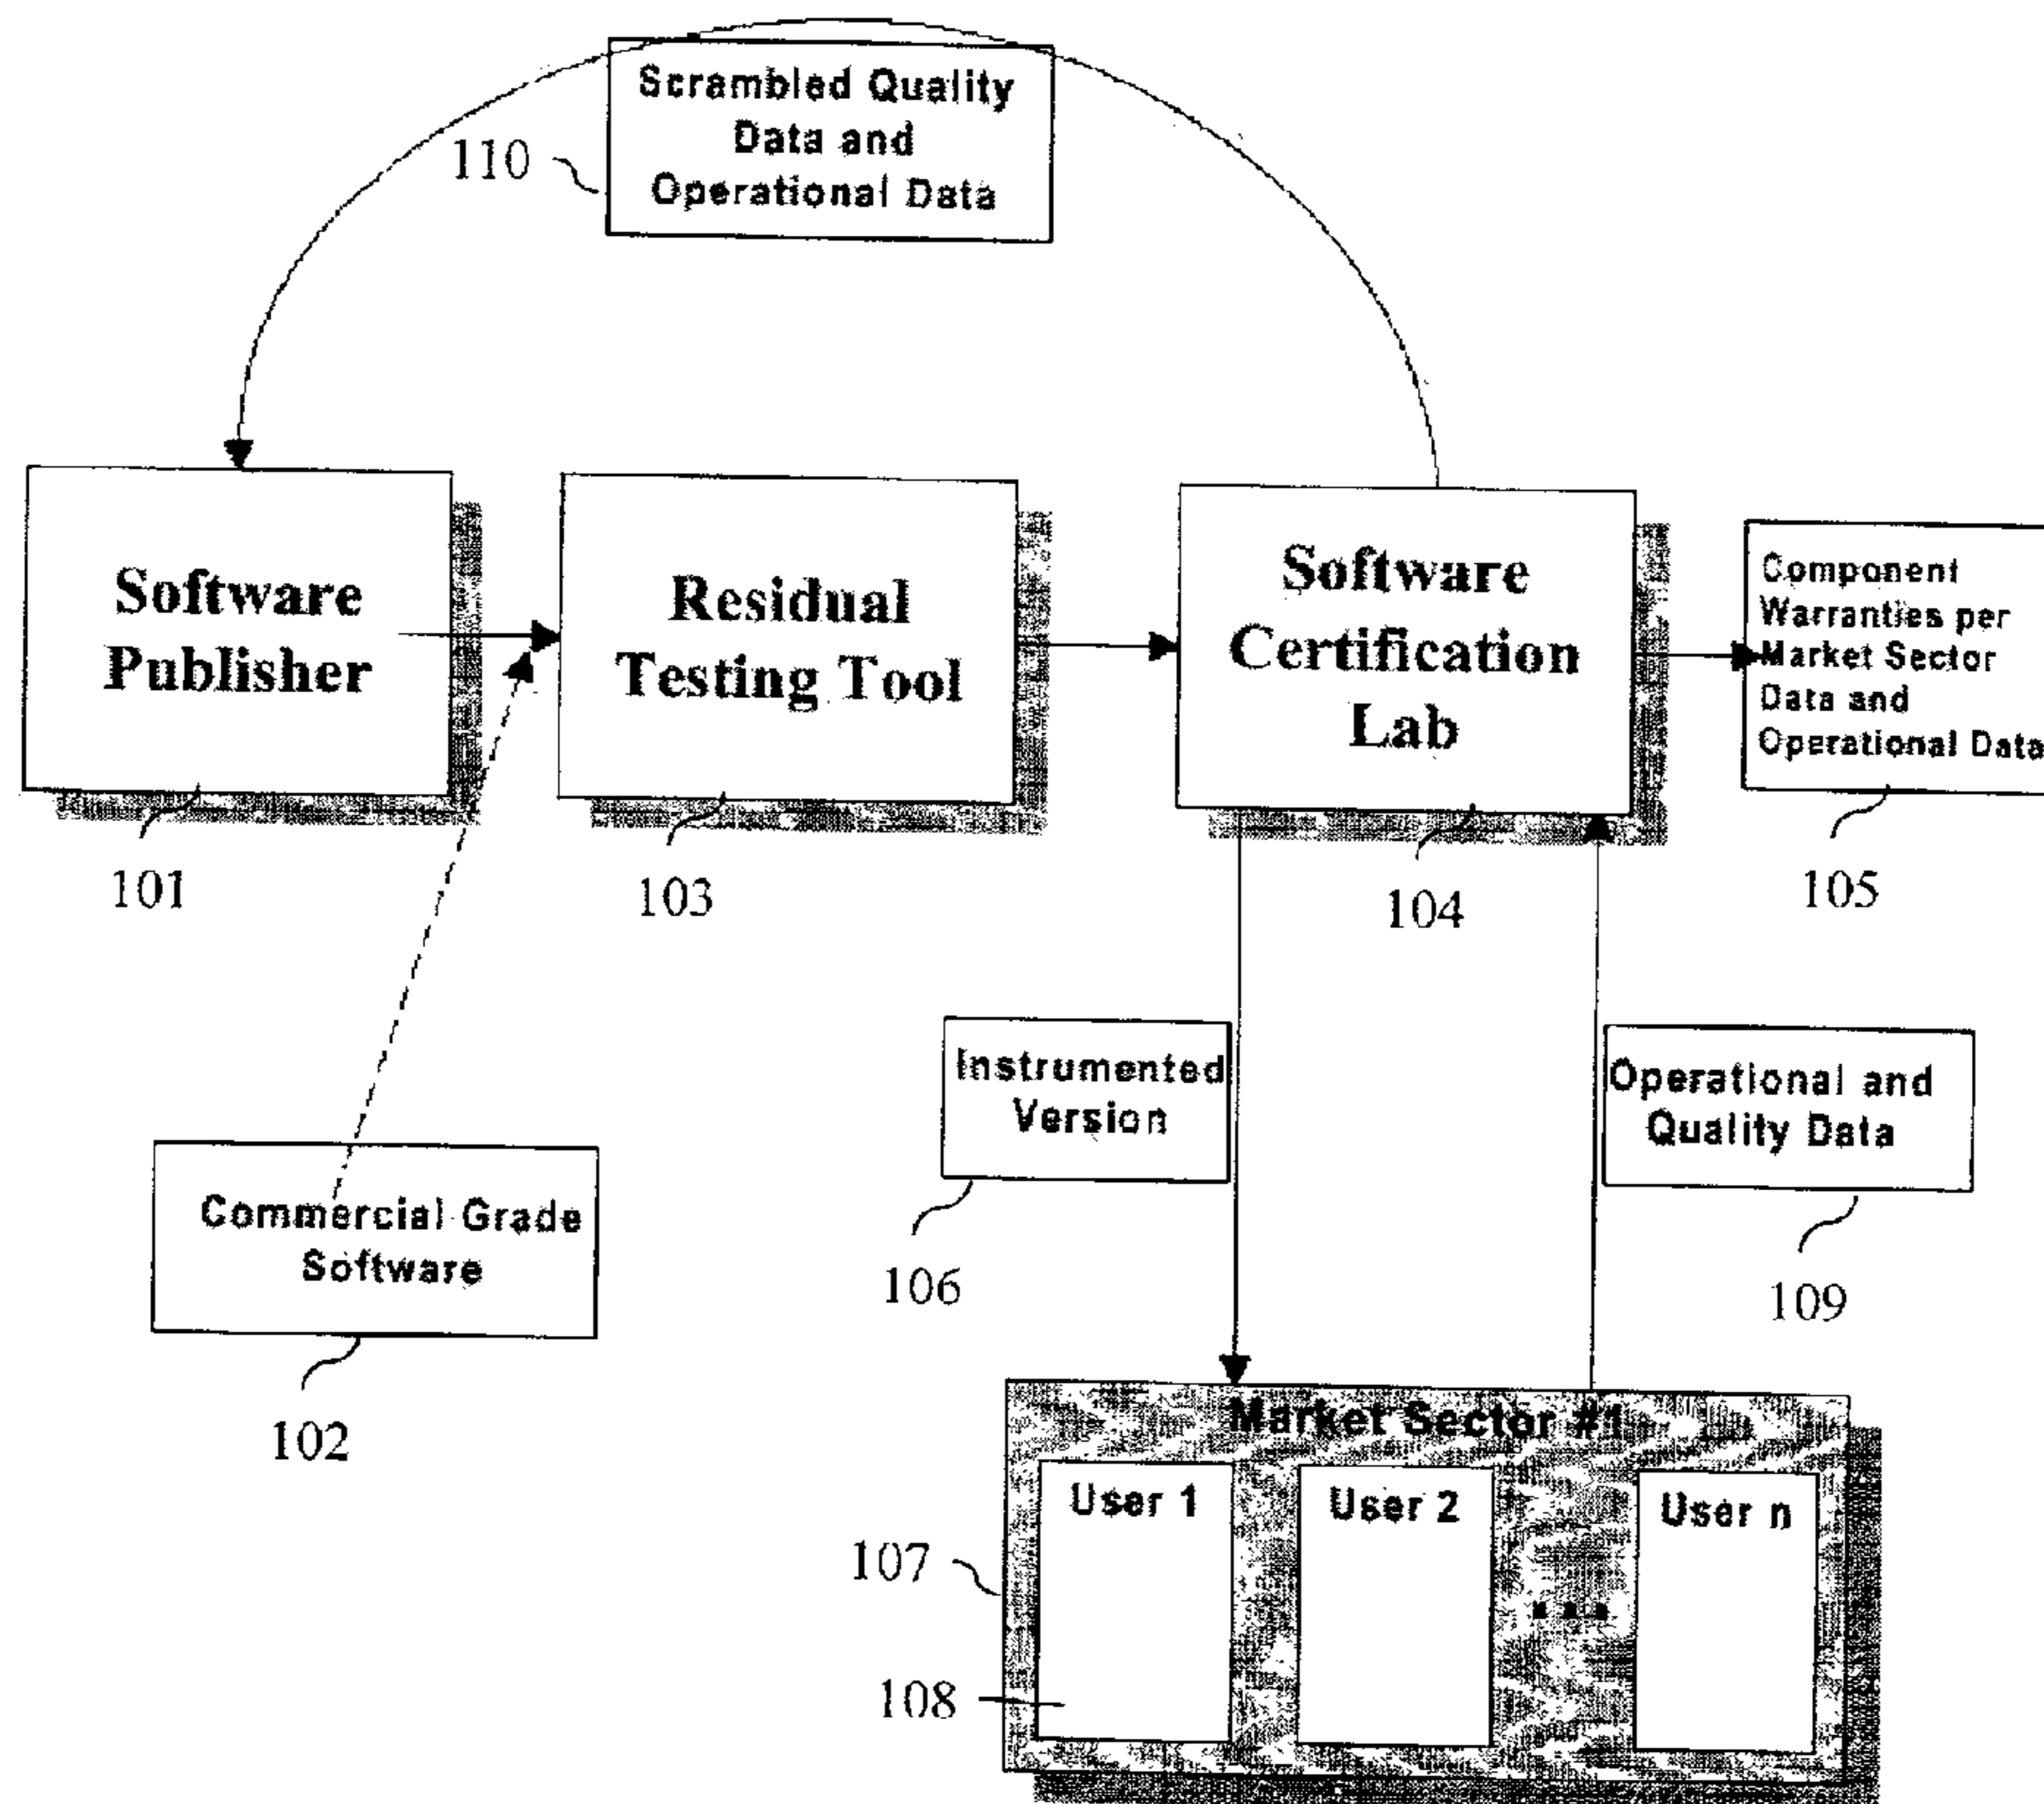 Scrambled Quality
Data and
Operational Data
110
Software
Publisher
101
Residual
Testing Tool
103
Software
Certification
Lab
104
Component
Warranties per
Market Sector
Data and
Operational Data
105
Commercial Grade
Software
102
Instrumented
Version
106
Operational and
Quality Data
109
Market Sector #1
User 1
User 2
...
User n
107
108